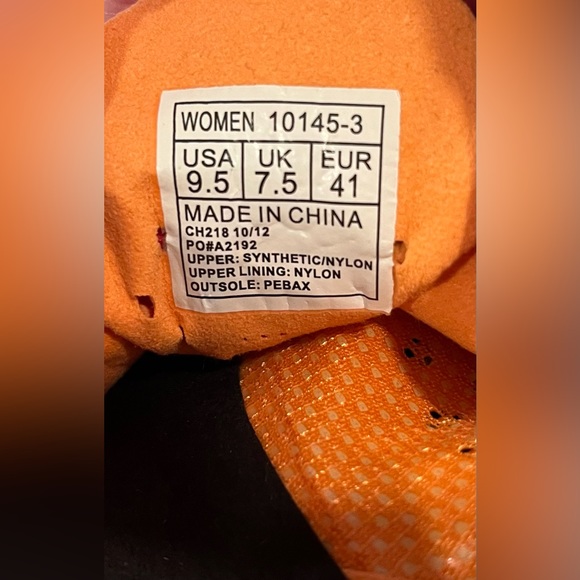 WOMEN 10145-3
USA UK EUR
9.5 7.5 41
MADE IN CHINA
CH218 10/12
PO#A2192
UPPER: SYNTHETIC/NYLON
UPPER LINING: NYLON
OUTSOLE: PEBAX